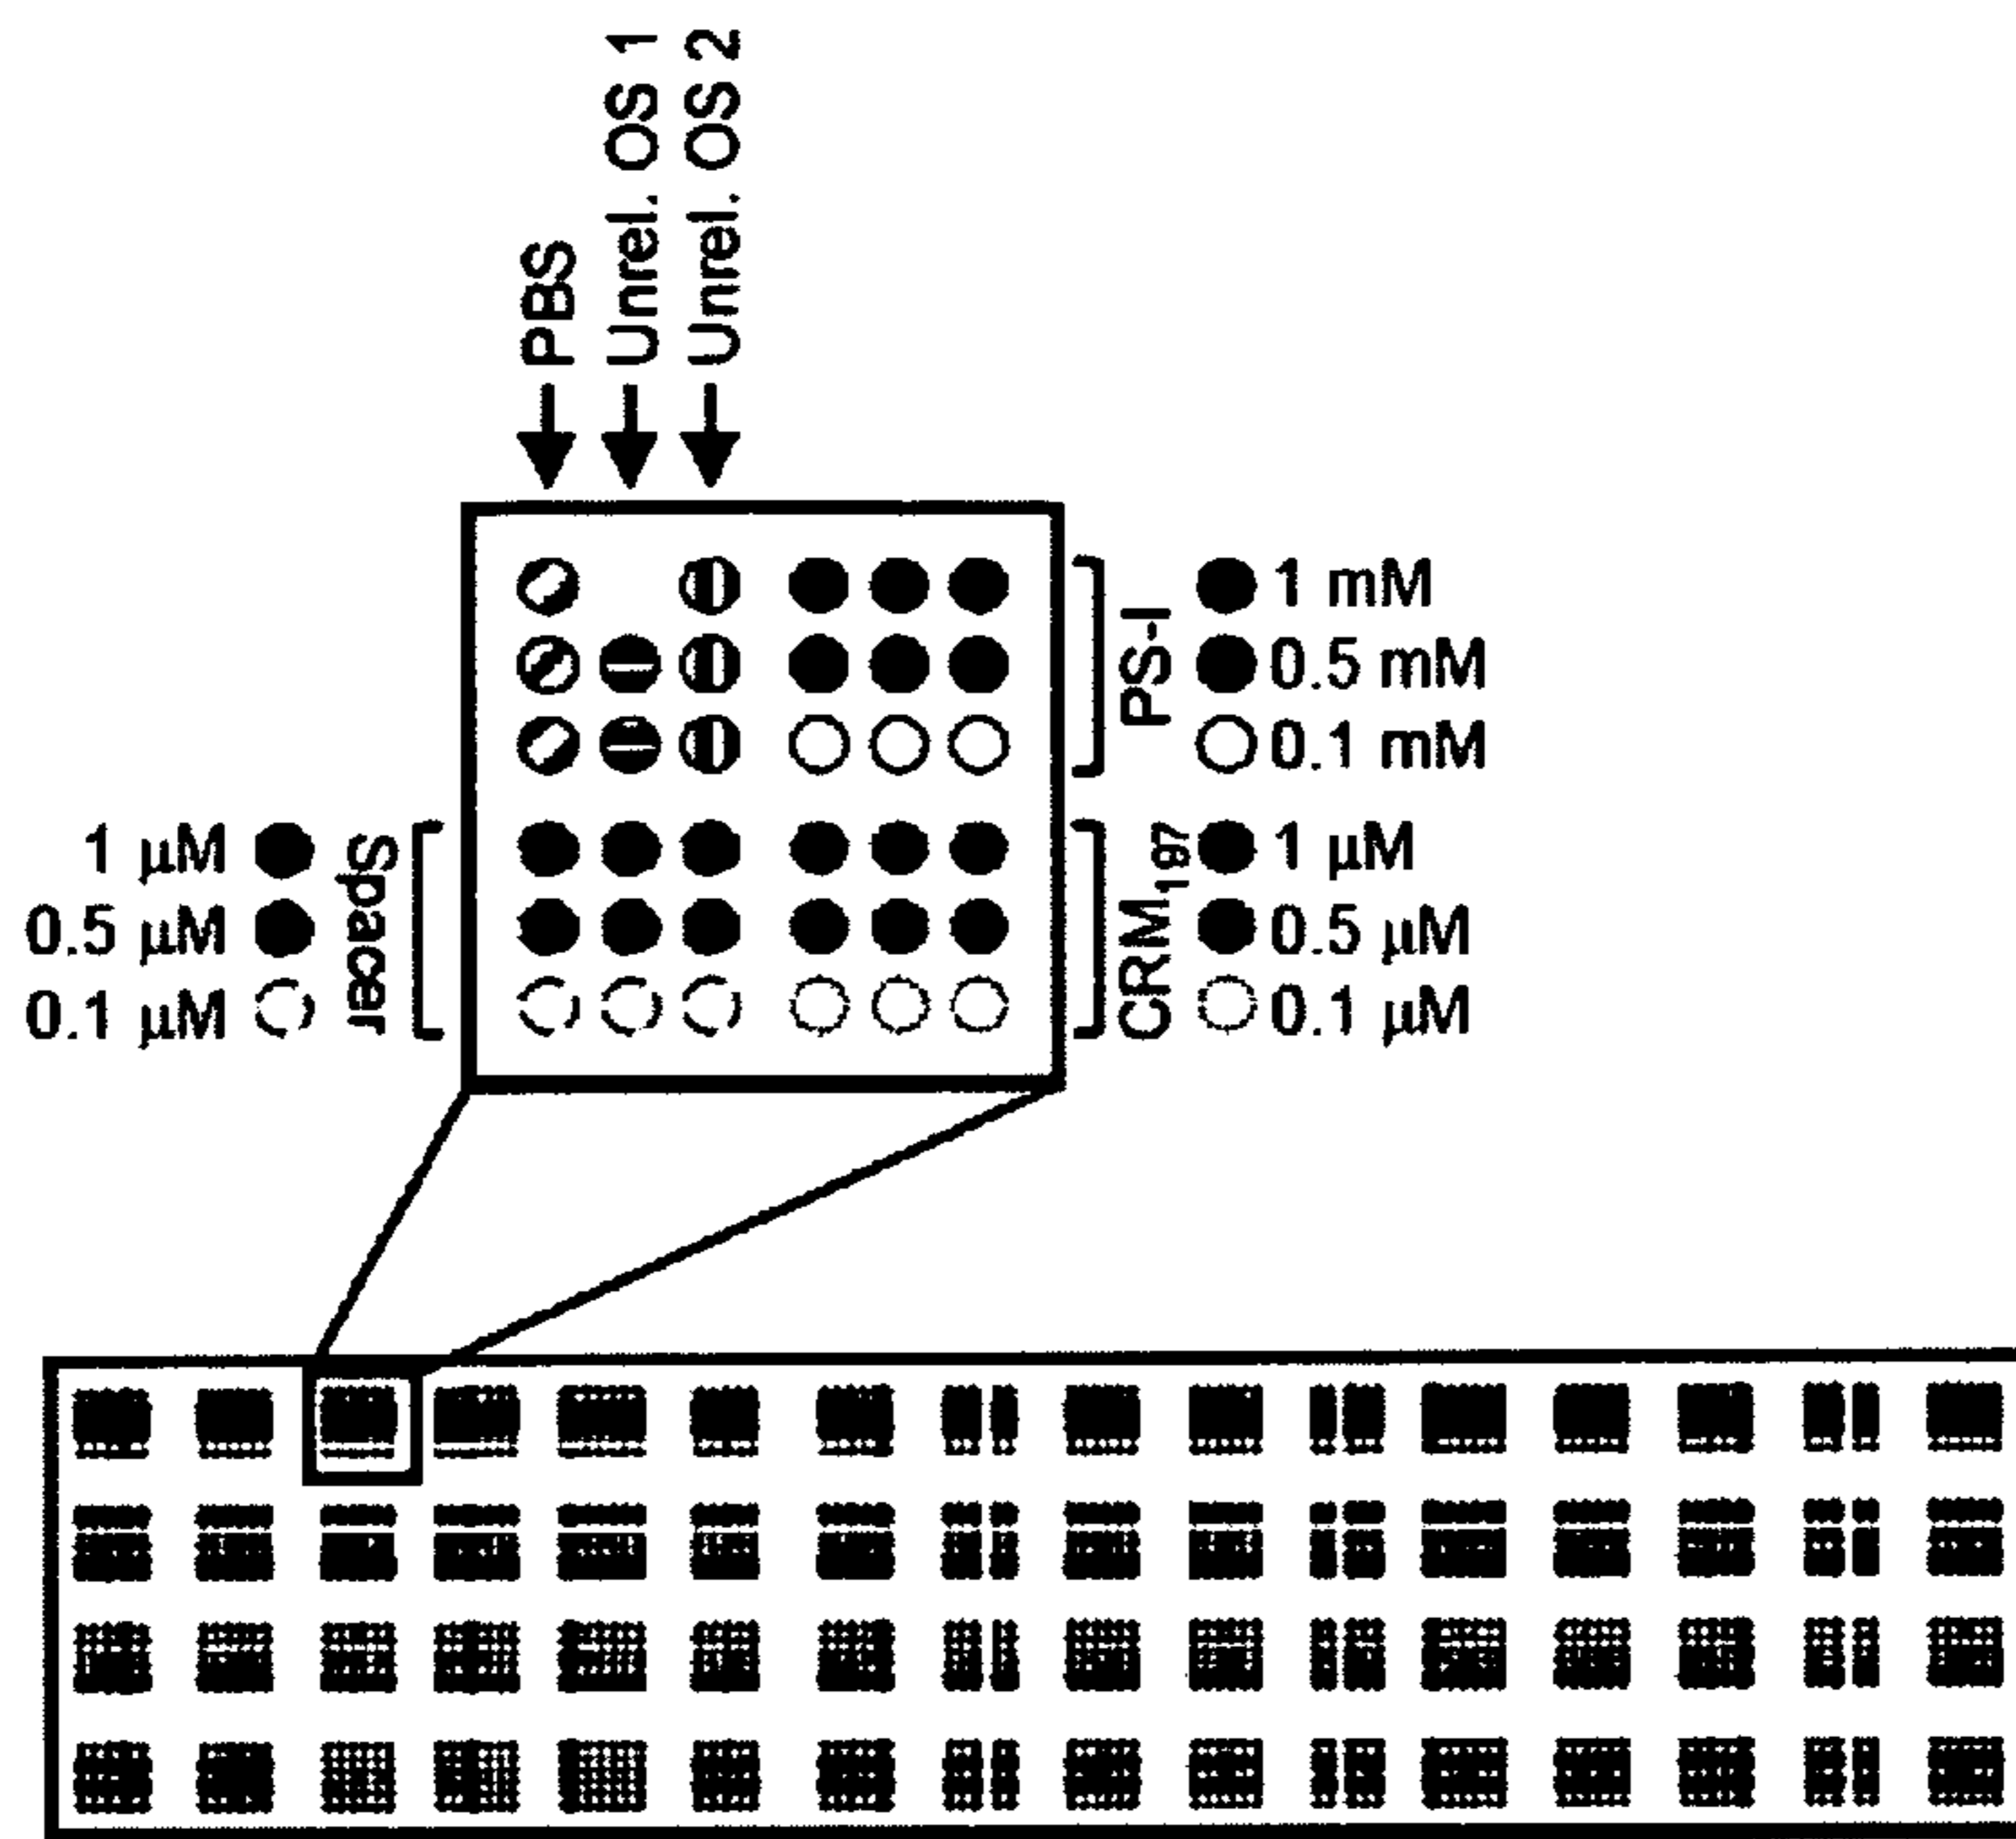 PBS
Unrel. OS 1
Unrel. OS 2
PS-I
1 mM
0.5 mM
0.1 mM
1 µM
0.5 µM
0.1 µM
Spacer
CRM197
1 µM
0.5 µM
0.1 µM